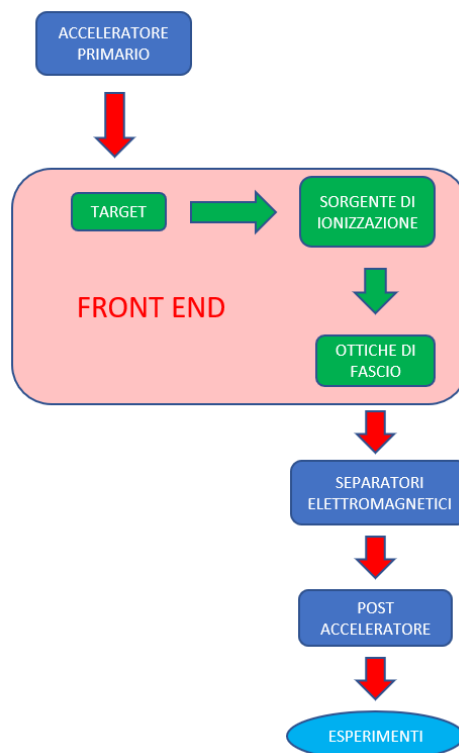 ACCELERATORE
PRIMARIO
TARGET
SORGENTE DI
IONIZZAZIONE
FRONT END
OTTICHE DI
FASCIO
SEPARATORI
ELETTROMAGNETICI
POST
ACCELERATORE
ESPERIMENTI